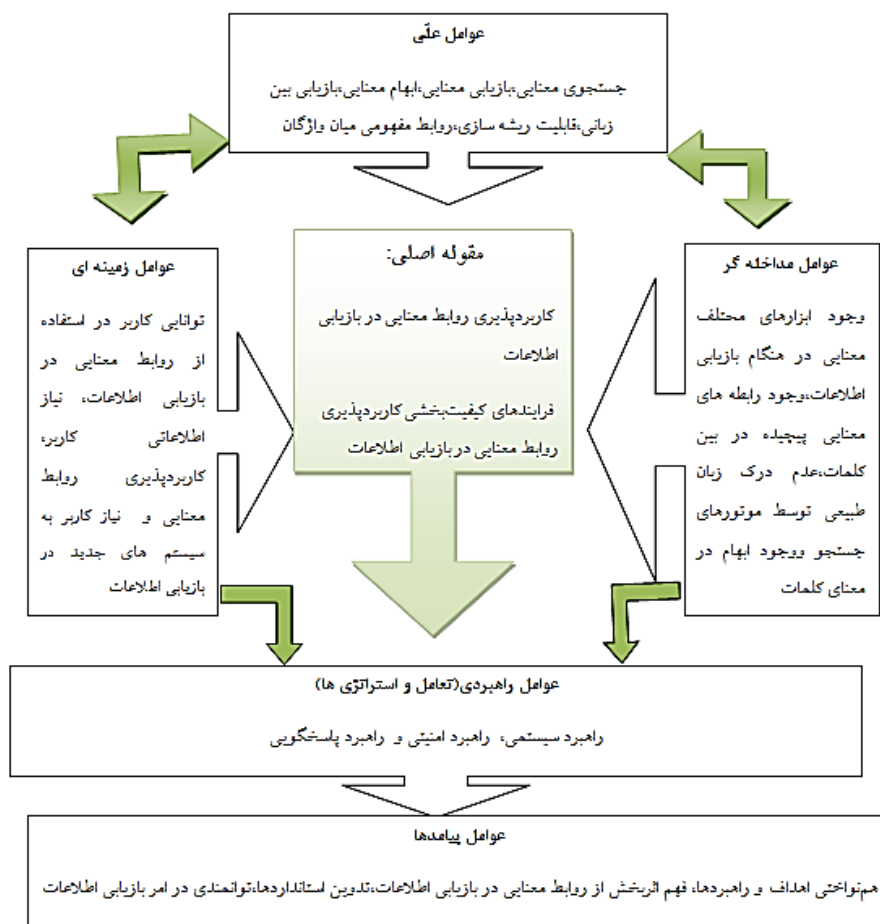 عوامل علّی
جستجوی معنایی،بازیابی معنایی،ابهام معنایی،بازیابی بین
زبانی،قابلیت ریشه سازی،روابط مفهومی میان واژگان
عوامل مداخله گر
وجود ابزارهای مختلف
معنایی در هنگام بازیابی
اطلاعات،وجود رابطه های
معنایی پیچیده در بین
کلمات،عدم درک زبان
طبیعی توسط موتورهای
جستجو ووجود ابهام در
معنای کلمات
مقوله اصلی:
کاربردپذیری روابط معنایی در بازیابی
اطلاعات
فرایندهای کیفیت‌بخشی کاربردپذیری
روابط معنایی در بازیابی اطلاعات
عوامل زمینه ای
توانایی کاربر در استفاده
از روابط معنایی در
بازیابی اطلاعات، نیاز
اطلاعاتی کاربر،
کاربردپذیری روابط
معنایی و نیاز کاربر به
سیستم های جدید در
بازیابی اطلاعات
عوامل راهبردی(تعامل و استراتژی ها)
راهبرد سیستمی، راهبرد امنیتی و راهبرد پاسخگویی
عوامل پیامدها
هم‌نواختی اهداف و راهبردها، فهم اثربخش از روابط معنایی در بازیابی اطلاعات،تدوین استانداردها،توانمندی در امر بازیابی اطلاعات